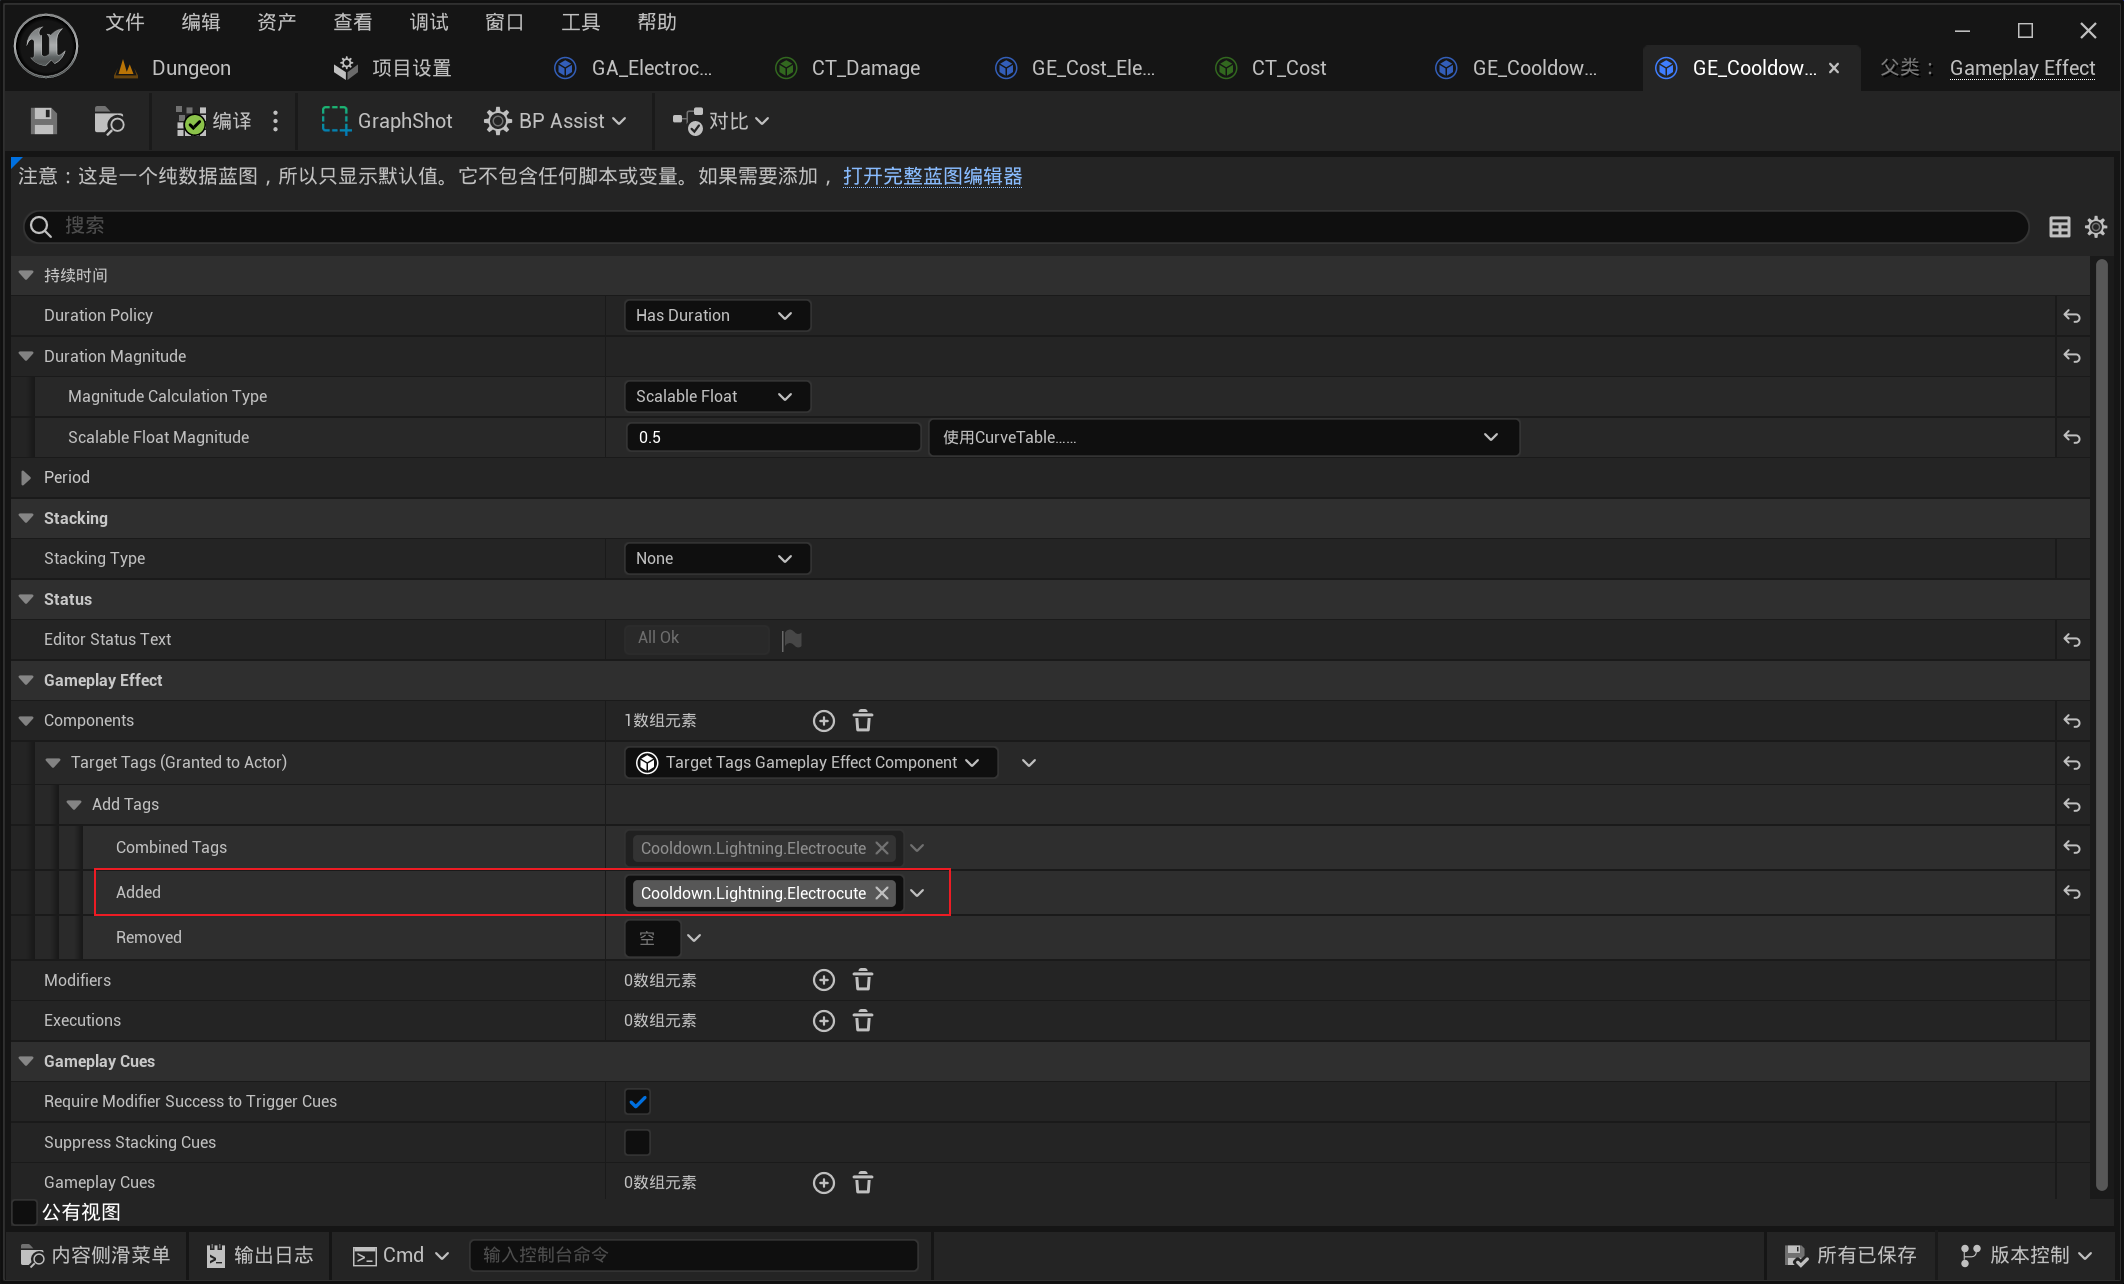 文件 编辑 资产 查看 调试 窗口 工具 帮助
Dungeon 项目设置 GA_Electroc... CT_Damage GE_Cost_Ele... CT_Cost GE_Cooldow... GE_Cooldow... 父类： Gameplay Effect
编译 GraphShot BP Assist 对比
注意：这是一个纯数据蓝图，所以只显示默认值。它不包含任何脚本或变量。如果需要添加， 打开完整蓝图编辑器
搜索
持续时间
Duration Policy Has Duration
Duration Magnitude
Magnitude Calculation Type Scalable Float
Scalable Float Magnitude 0.5 使用CurveTable……
Period
Stacking
Stacking Type None
Status
Editor Status Text All Ok
Gameplay Effect
Components 1数组元素
Target Tags (Granted to Actor) Target Tags Gameplay Effect Component
Add Tags
Combined Tags Cooldown.Lightning.Electrocute
Added Cooldown.Lightning.Electrocute
Removed 空
Modifiers 0数组元素
Executions 0数组元素
Gameplay Cues
Require Modifier Success to Trigger Cues
Suppress Stacking Cues
Gameplay Cues 0数组元素
公有视图
内容侧滑菜单 输出日志 Cmd 输入控制台命令 所有已保存 版本控制